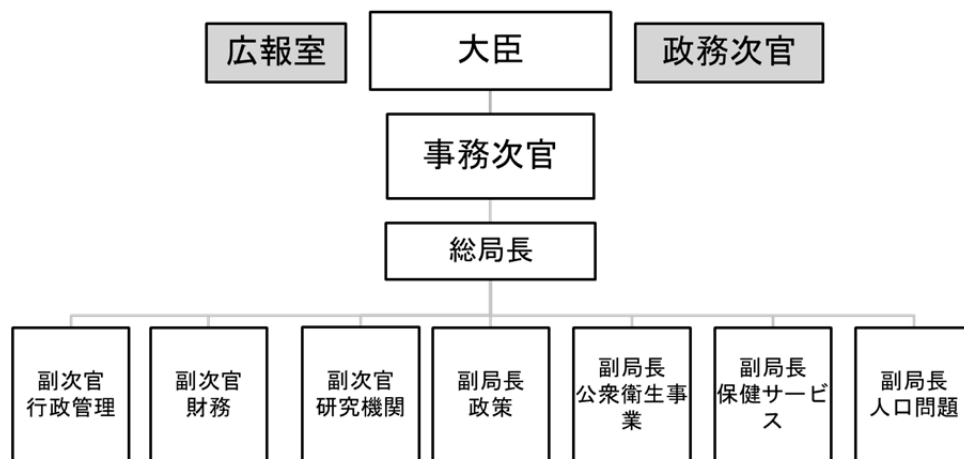 広報室
大臣
政務次官
事務次官
総局長
副次官
行政管理
副次官
財務
副次官
研究機関
副局長
政策
副局長
公衆衛生事
業
副局長
保健サービ
ス
副局長
人口問題